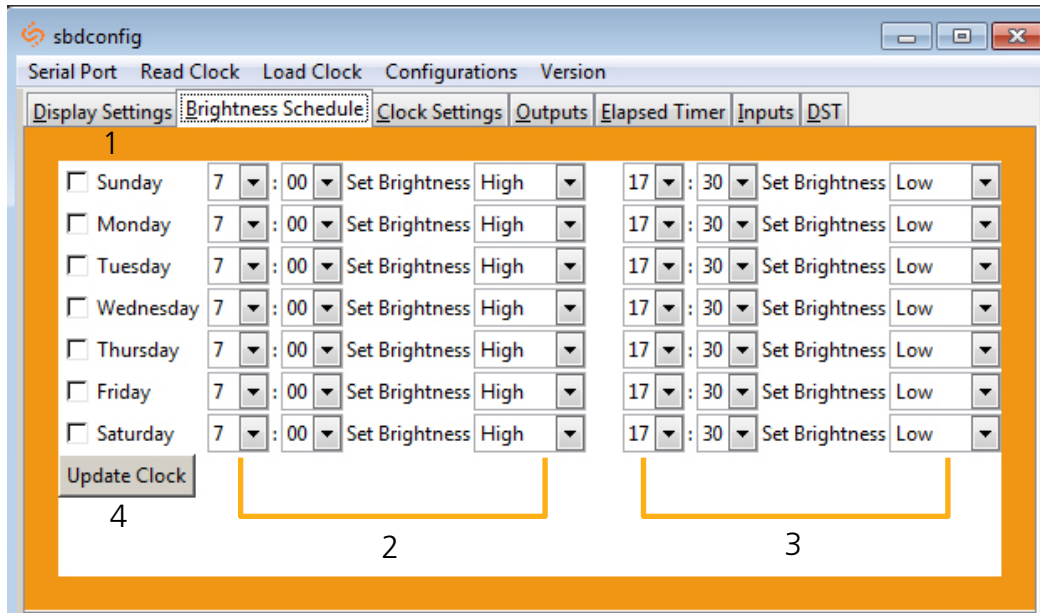 sbdconfig
Serial Port Read Clock Load Clock Configurations Version
Display Settings Brightness Schedule Clock Settings Outputs Elapsed Timer Inputs DST
1
Sunday 7 : 00 Set Brightness High 17 : 30 Set Brightness Low
Monday 7 : 00 Set Brightness High 17 : 30 Set Brightness Low
Tuesday 7 : 00 Set Brightness High 17 : 30 Set Brightness Low
Wednesday 7 : 00 Set Brightness High 17 : 30 Set Brightness Low
Thursday 7 : 00 Set Brightness High 17 : 30 Set Brightness Low
Friday 7 : 00 Set Brightness High 17 : 30 Set Brightness Low
Saturday 7 : 00 Set Brightness High 17 : 30 Set Brightness Low
Update Clock
4
2 3